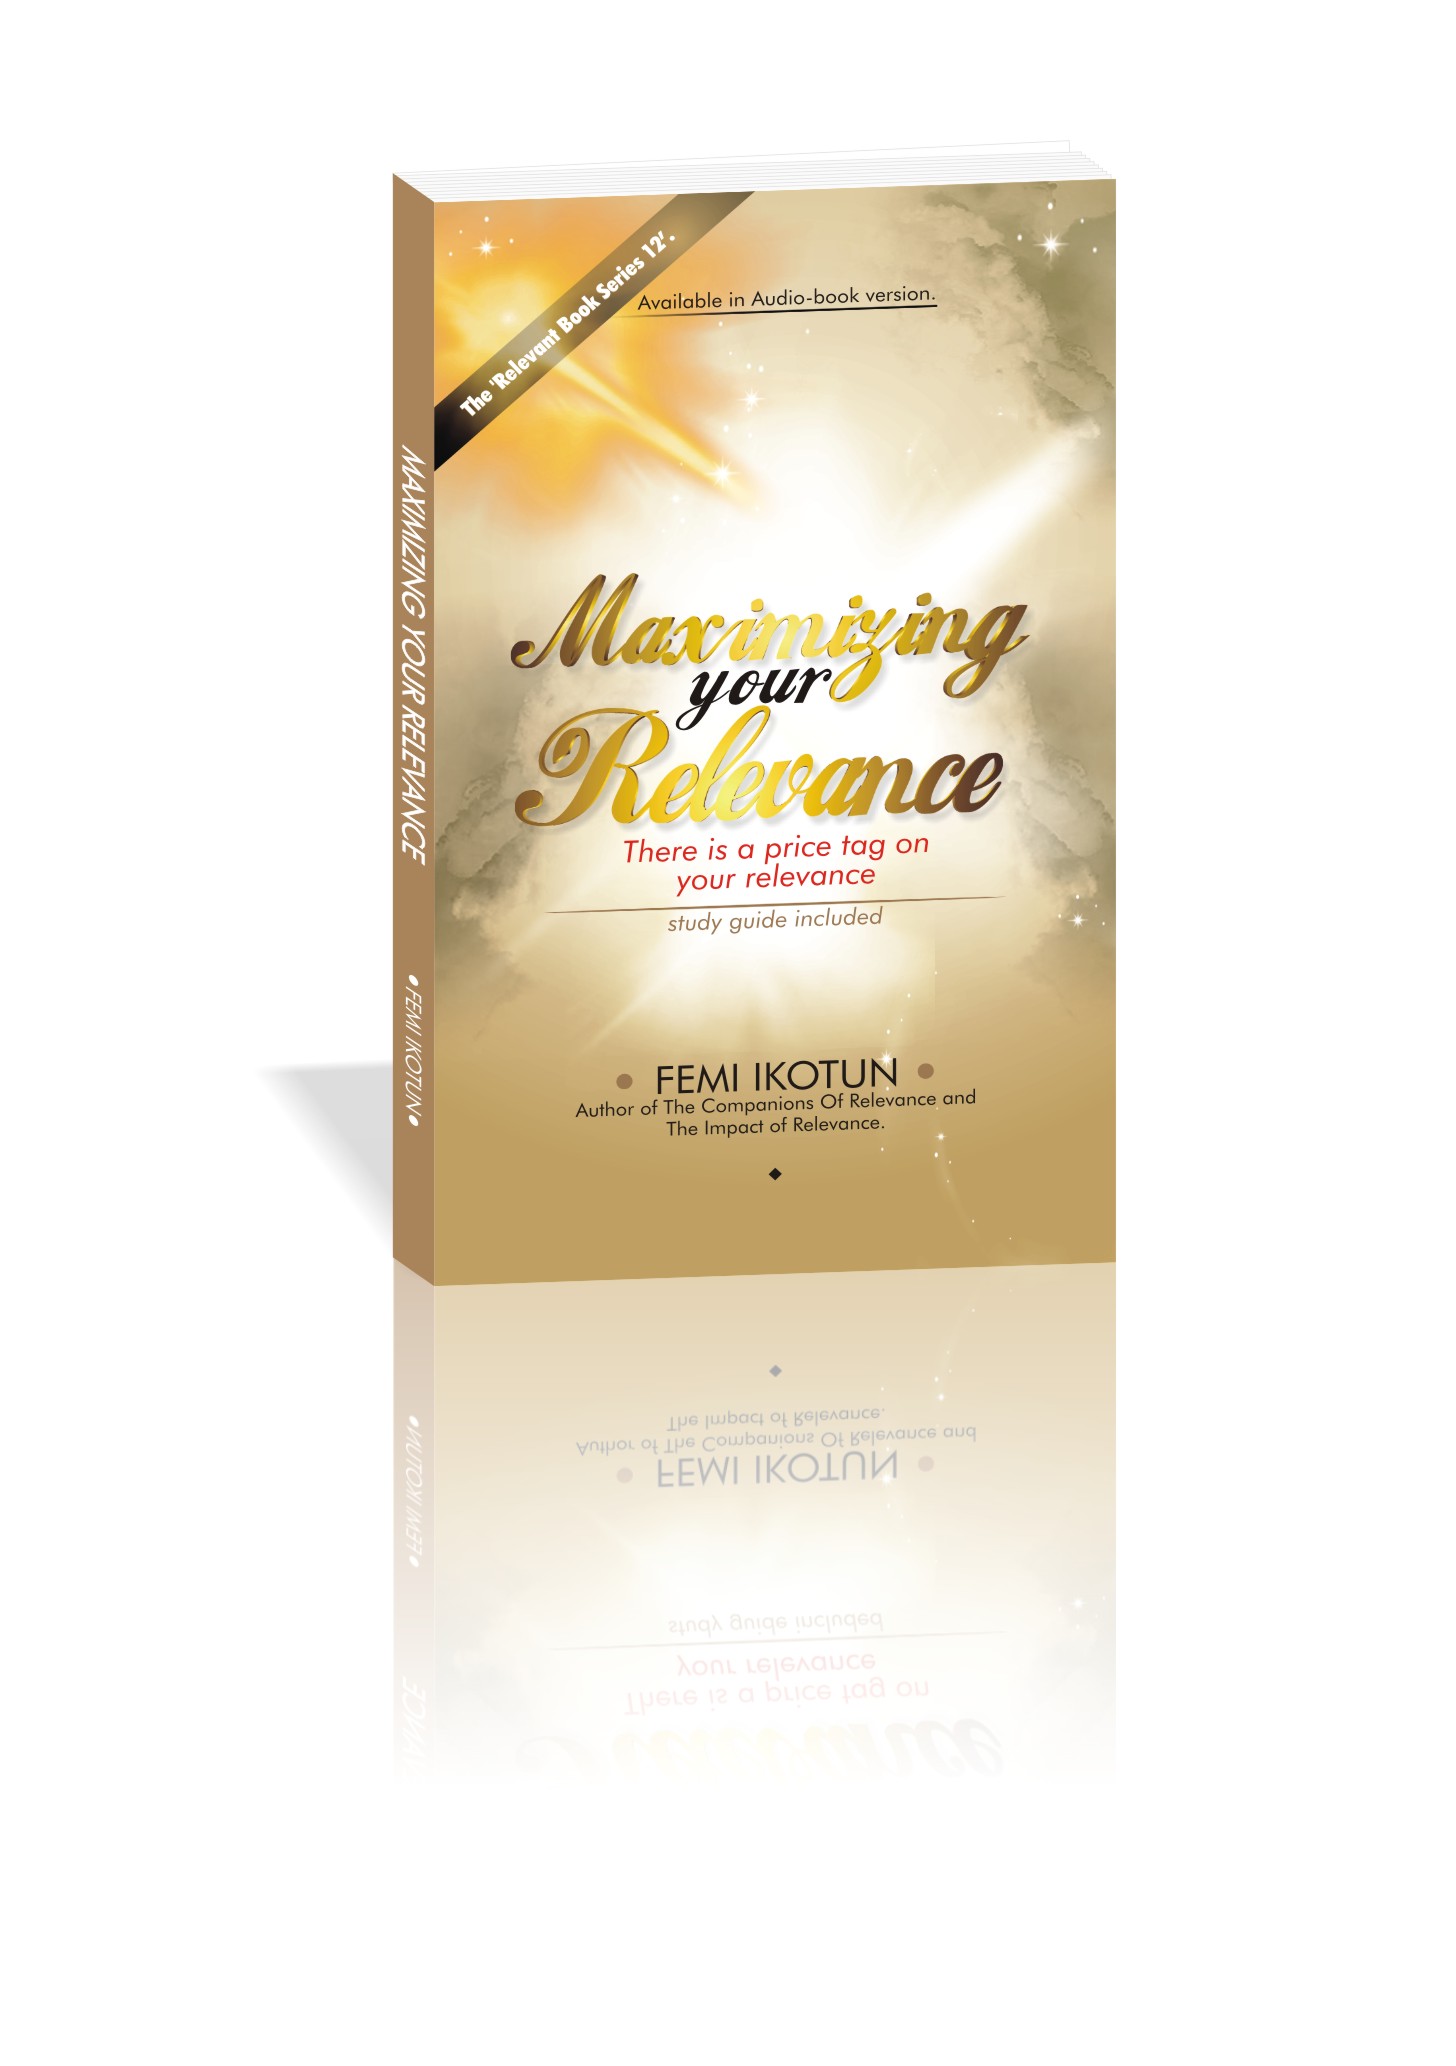 The 'Relevant Book Series 12'.
Available in Audio-book version.
Maximizing
your
Relevance
There is a price tag on
your relevance
study guide included
• FEMI IKOTUN •
Author of The Companions Of Relevance and
The Impact of Relevance.
MAXIMIZING YOUR RELEVANCE
• FEMI IKOTUN •